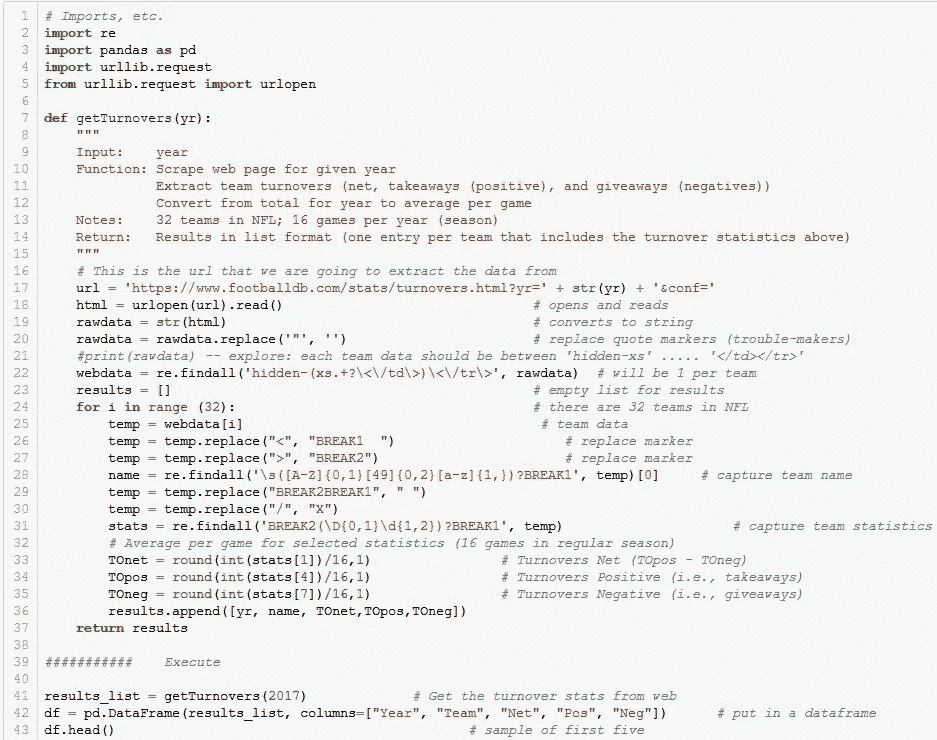 1 # Imports, etc.
2 import re
3 import pandas as pd
4 import urllib.request
5 from urllib.request import urlopen
6
7 def getTurnovers(yr):
8     """
9     Input:    year
10     Function: Scrape web page for given year
11               Extract team turnovers (net, takeaways (positive), and giveaways (negatives))
12               Convert from total for year to average per game
13     Notes:    32 teams in NFL; 16 games per year (season)
14     Return:   Results in list format (one entry per team that includes the turnover statistics above)
15     """
16     # This is the url that we are going to extract the data from
17     url = 'https://www.footballdb.com/stats/turnovers.html?yr=' + str(yr) + '&conf='
18     html = urlopen(url).read()                               # opens and reads
19     rawdata = str(html)                                      # converts to string
20     rawdata = rawdata.replace('"', '')                       # replace quote markers (trouble-makers)
21     #print(rawdata) -- explore: each team data should be between 'hidden-xs' ..... '</td></tr>'
22     webdata = re.findall('hidden-(xs.+?\<\/td\>)\<\/tr\>', rawdata)  # will be 1 per team
23     results = []                                             # empty list for results
24     for i in range (32):                                     # there are 32 teams in NFL
25         temp = webdata[i]                                     # team data
26         temp = temp.replace("<", "BREAK1  ")                     # replace marker
27         temp = temp.replace(">", "BREAK2")                       # replace marker
28         name = re.findall('\s([A-Z]{0,1}[49]{0,2}[a-z]{1,})?BREAK1', temp)[0]     # capture team name
29         temp = temp.replace("BREAK2BREAK1", " ")
30         temp = temp.replace("/", "X")
31         stats = re.findall('BREAK2(\D{0,1}\d{1,2})?BREAK1', temp)                     # capture team statistics
32         # Average per game for selected statistics (16 games in regular season)
33         TOnet = round(int(stats[1])/16,1)                # Turnovers Net (TOpos - TOneg)
34         TOpos = round(int(stats[4])/16,1)                # Turnovers Positive (i.e., takeaways)
35         TOneg = round(int(stats[7])/16,1)                # Turnovers Negative (i.e., giveaways)
36         results.append([yr, name, TOnet,TOpos,TOneg])
37     return results
38
39 ###########    Execute
40
41 results_list = getTurnovers(2017)             # Get the turnover stats from web
42 df = pd.DataFrame(results_list, columns=["Year", "Team", "Net", "Pos", "Neg"])      # put in a dataframe
43 df.head()                                           # sample of first five